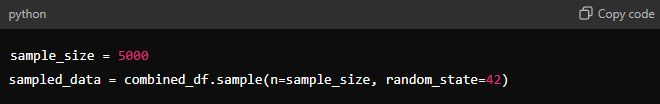 python
Copy code
sample_size = 5000
sampled_data = combined_df.sample(n=sample_size, random_state=42)